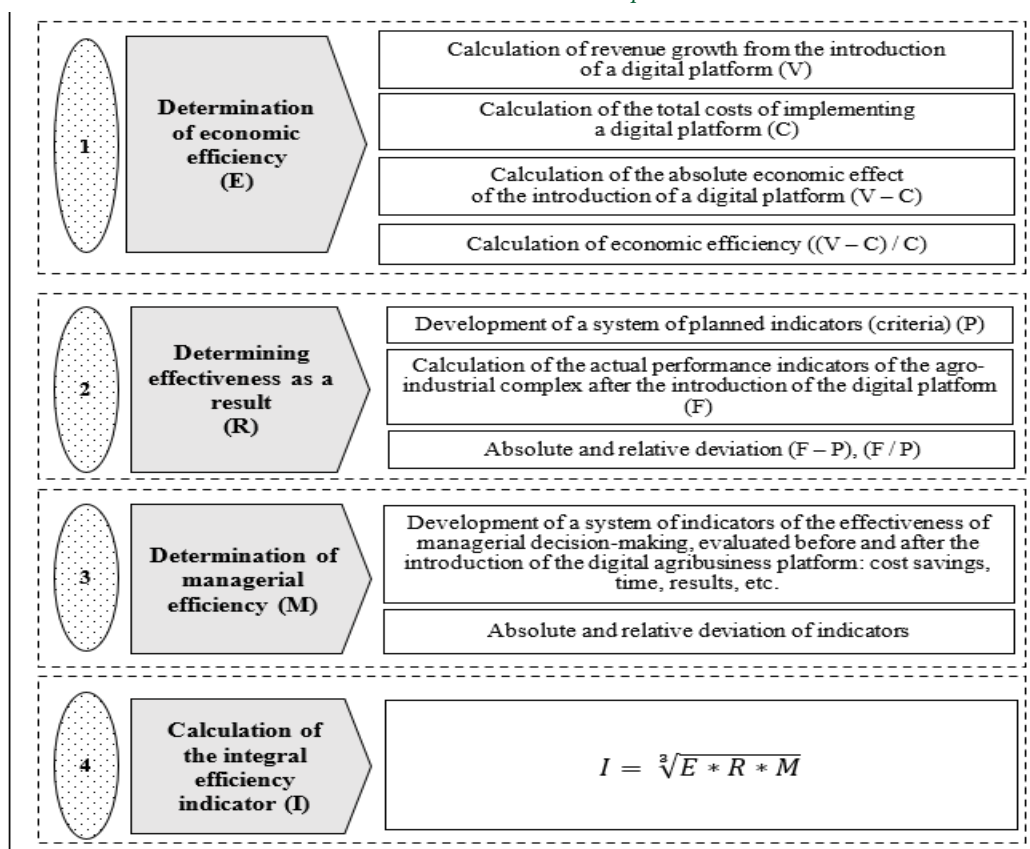 1
Determination
of economic
efficiency
(E)
Calculation of revenue growth from the introduction
of a digital platform (V)
Calculation of the total costs of implementing
a digital platform (C)
Calculation of the absolute economic effect
of the introduction of a digital platform (V – C)
Calculation of economic efficiency ((V – C) / C)
2
Determining
effectiveness as a
result
(R)
Development of a system of planned indicators (criteria) (P)
Calculation of the actual performance indicators of the agro-
industrial complex after the introduction of the digital platform
(F)
Absolute and relative deviation (F – P), (F / P)
3
Determination of
managerial
efficiency (M)
Development of a system of indicators of the effectiveness of
managerial decision-making, evaluated before and after the
introduction of the digital agribusiness platform: cost savings,
time, results, etc.
Absolute and relative deviation of indicators
4
Calculation of
the integral
efficiency
indicator (I)
I = ∛E * R * M